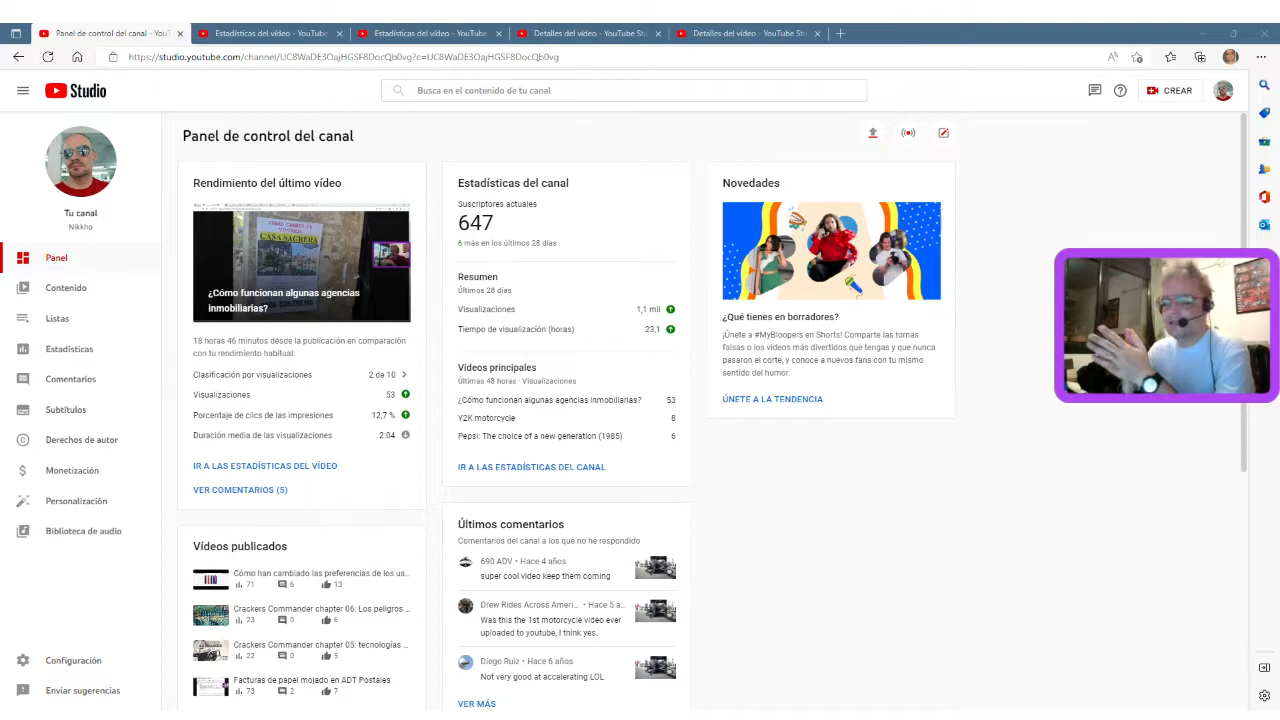 Panel de control del canal - YouT
Estadísticas del vídeo - YouTube
Estadísticas del vídeo - YouTube
Detalles del vídeo - YouTube Stu
Detalles del vídeo - YouTube Stu
https://studio.youtube.com/channel/UC8WaDE3OajHGSF8DocQb0vg?c=UC8WaDE3OajHGSF8DocQb0vg
Studio
Busca en el contenido de tu canal
CREAR
Tu canal
Nikkho
Panel
Contenido
Listas
Estadísticas
Comentarios
Subtítulos
Derechos de autor
Monetización
Personalización
Biblioteca de audio
Configuración
Enviar sugerencias
Panel de control del canal
Rendimiento del último vídeo
CASA SAGRERA
¿Cómo funcionan algunas agencias
inmobiliarias?
18 horas 46 minutos desde la publicación en comparación
con tu rendimiento habitual:
Clasificación por visualizaciones 2 de 10
Visualizaciones 53
Porcentaje de clics de las impresiones 12,7 %
Duración media de las visualizaciones 2:04
IR A LAS ESTADÍSTICAS DEL VÍDEO
VER COMENTARIOS (5)
Vídeos publicados
Cómo han cambiado las preferencias de los us...
71 6 13
Crackers Commander chapter 06: Los peligros ...
23 0 6
Crackers Commander chapter 05: tecnologías ...
22 0 5
Facturas de papel mojado en ADT Postales
73 2 7
Estadísticas del canal
Suscriptores actuales
647
6 más en los últimos 28 días
Resumen
Últimos 28 días
Visualizaciones 1,1 mil
Tiempo de visualización (horas) 23,1
Vídeos principales
Últimas 48 horas · Visualizaciones
¿Cómo funcionan algunas agencias inmobiliarias? 53
Y2K motorcycle 8
Pepsi: The choice of a new generation (1985) 6
IR A LAS ESTADÍSTICAS DEL CANAL
Últimos comentarios
Comentarios del canal a los que no he respondido
690 ADV • Hace 4 años
super cool video keep them coming
Drew Rides Across Ameri... • Hace 5 a...
Was this the 1st motorcycle video ever
uploaded to youtube, I think yes.
Diego Ruiz • Hace 6 años
Not very good at accelerating LOL.
VER MÁS
Novedades
¿Qué tienes en borradores?
¡Únete a #MyBloopers en Shorts! Comparte las tomas
falsas o los vídeos más divertidos que tengas y que nunca
pasaron el corte, y conoce a nuevos fans con tu mismo
sentido del humor.
ÚNETE A LA TENDENCIA